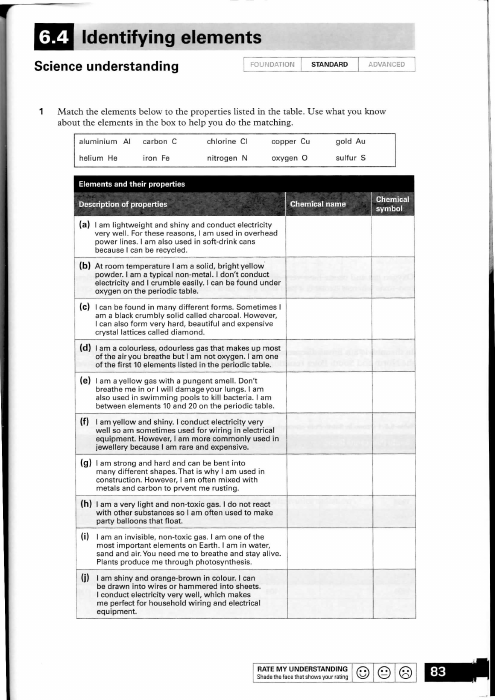 6.4 Identifying elements
Science understanding
FOUNDATION STANDARD ADVANCED
1 Match the elements below to the properties listed in the table. Use what you know
about the elements in the box to help you do the matching.
aluminium Al carbon C chlorine Cl copper Cu gold Au
helium He iron Fe nitrogen N oxygen O sulfur S
Elements and their properties
Description of properties Chemical name Chemical
symbol
(a) I am lightweight and shiny and conduct electricity
very well. For these reasons, I am used in overhead
power lines. I am also used in soft-drink cans
because I can be recycled.
(b) At room temperature I am a solid, bright yellow
powder. I am a typical non-metal. I don't conduct
electricity and I crumble easily. I can be found under
oxygen on the periodic table.
(c) I can be found in many different forms. Sometimes I
am a black crumbly solid called charcoal. However,
I can also form very hard, beautiful and expensive
crystal lattices called diamond.
(d) I am a colourless, odourless gas that makes up most
of the air you breathe but I am not oxygen. I am one
of the first 10 elements listed in the periodic table.
(e) I am a yellow gas with a pungent smell. Don't
breathe me in or I will damage your lungs. I am
also used in swimming pools to kill bacteria. I am
between elements 10 and 20 on the periodic table.
(f) I am yellow and shiny. I conduct electricity very
well so am sometimes used for wiring in electrical
equipment. However, I am more commonly used in
jewellery because I am rare and expensive.
(g) I am strong and hard and can be bent into
many different shapes. That is why I am used in
construction. However, I am often mixed with
metals and carbon to prvent me rusting.
(h) I am a very light and non-toxic gas. I do not react
with other substances so I am often used to make
party balloons that float.
(i) I am an invisible, non-toxic gas. I am one of the
most important elements on Earth. I am in water,
sand and air. You need me to breathe and stay alive.
Plants produce me through photosynthesis.
(j) I am shiny and orange-brown in colour. I can
be drawn into wires or hammered into sheets.
I conduct electricity very well, which makes
me perfect for household wiring and electrical
equipment.
RATE MY UNDERSTANDING
Shade the face that shows your rating
83